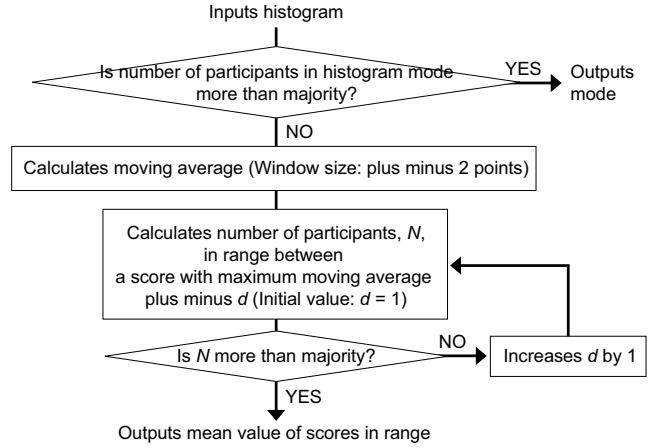 Inputs histogram
Is number of participants in histogram mode
more than majority?
YES
Outputs
mode
NO
Calculates moving average (Window size: plus minus 2 points)
Calculates number of participants, N,
in range between
a score with maximum moving average
plus minus d (Initial value: d = 1)
Is N more than majority?
NO
Increases d by 1
YES
Outputs mean value of scores in range